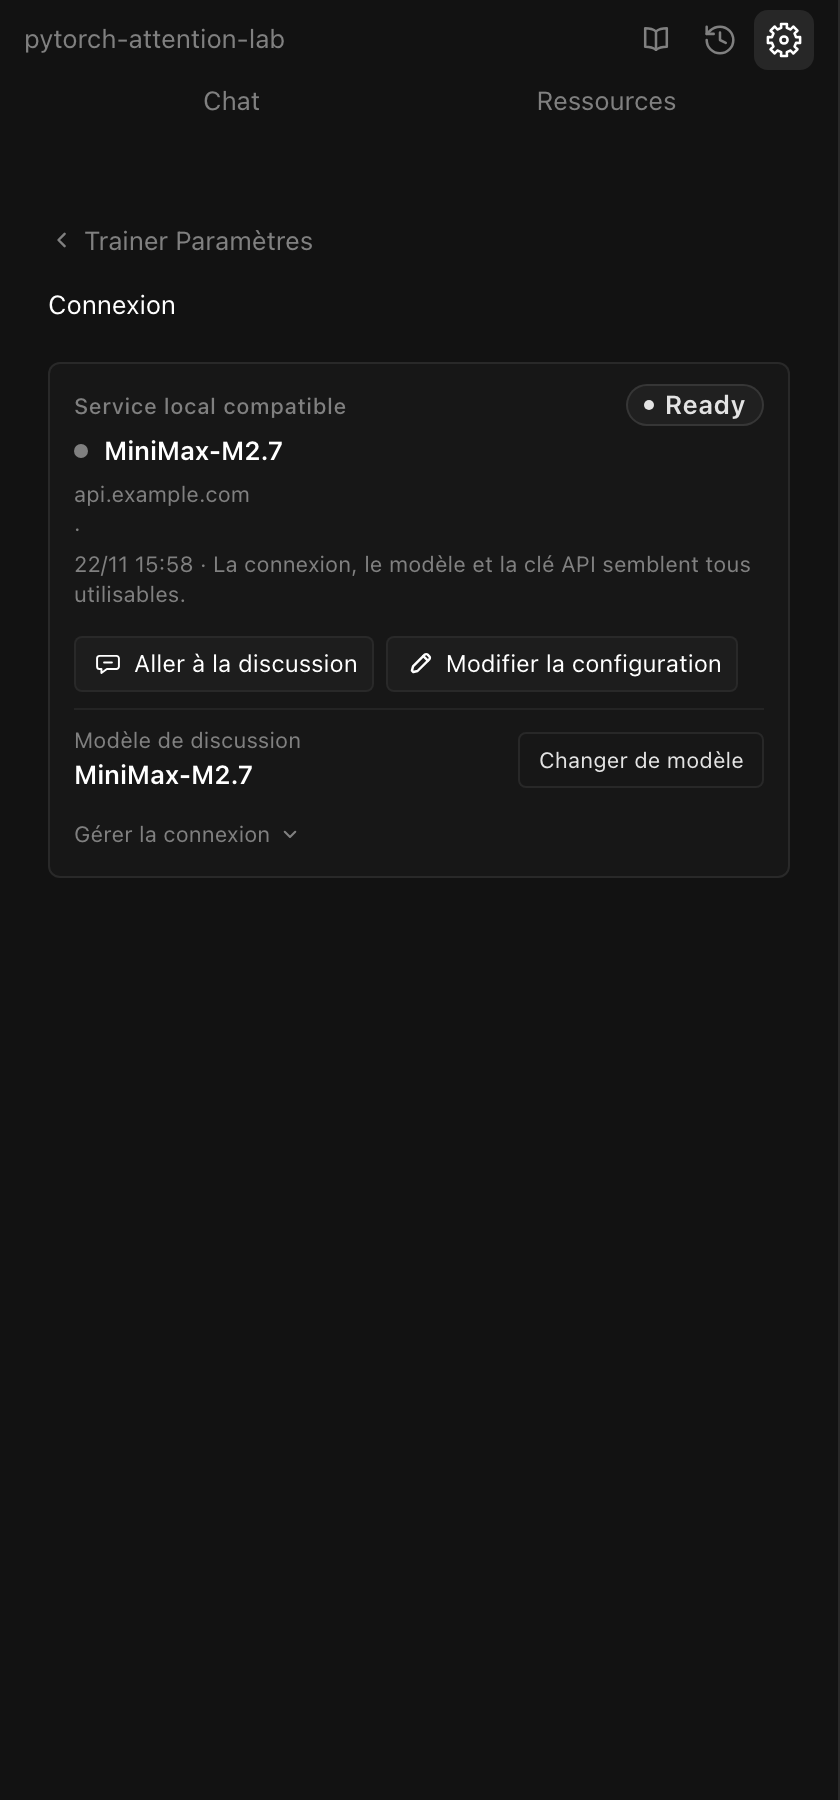 pytorch-attention-lab
Chat
Ressources
Trainer Paramètres
Connexion
Service local compatible
Ready
MiniMax-M2.7
api.example.com
·
22/11 15:58 · La connexion, le modèle et la clé API semblent tous
utilisables.
Aller à la discussion
Modifier la configuration
Modèle de discussion
MiniMax-M2.7
Changer de modèle
Gérer la connexion